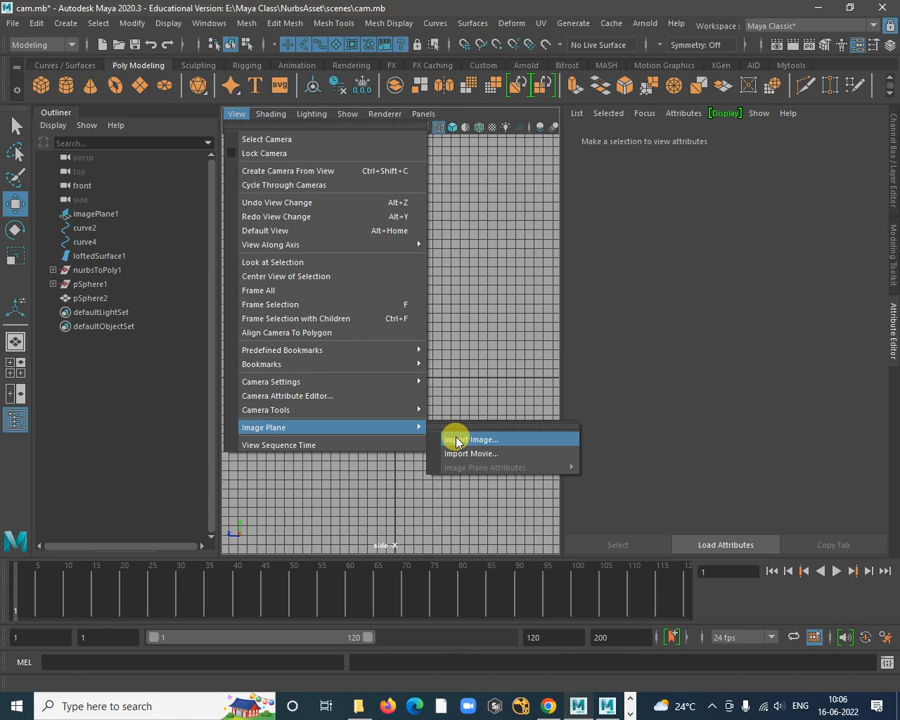 cam.mb* - Autodesk Maya 2020.3 - Educational Version: E:\Maya Class\NurbsAsset\scenes\cam.mb
File Edit Create Select Modify Display Windows Mesh Edit Mesh Mesh Tools Mesh Display Curves Surfaces Deform UV Generate Cache Arnold Help Workspace : Maya Classic*
Modeling No Live Surface Symmetry: Off
Curves / Surfaces Poly Modeling Sculpting Rigging Animation Rendering FX FX Caching Custom Arnold Bifrost MASH Motion Graphics XGen AID Mytools
SVG 0,0,0
Outliner
Display Show Help
Search...
persp
top
front
side
imagePlane1
curve2
curve4
loftedSurface1
nurbsToPoly1
pSphere1
pSphere2
defaultLightSet
defaultObjectSet
View Shading Lighting Show Renderer Panels
Select Camera
Lock Camera
Create Camera From View Ctrl+Shift+C
Cycle Through Cameras
Undo View Change Alt+Z
Redo View Change Alt+Y
Default View Alt+Home
View Along Axis
Look at Selection
Center View of Selection
Frame All
Frame Selection F
Frame Selection with Children Ctrl+F
Align Camera To Polygon
Predefined Bookmarks
Bookmarks
Camera Settings
Camera Attribute Editor...
Camera Tools
Image Plane
View Sequence Time
Import Image...
Import Movie...
Image Plane Attributes
side -X
List Selected Focus Attributes Display Show Help
Make a selection to view attributes
Select Load Attributes Copy Tab
Channel Box / Layer Editor
Modeling Toolkit
Attribute Editor
5 10 15 20 25 30 35 40 45 50 55 60 65 70 75 80 85 90 95 100 105 110 115 12
1
1
1 1 1 120 120 200 24 fps
MEL
Type here to search
24°C ENG 10:06
16-06-2022